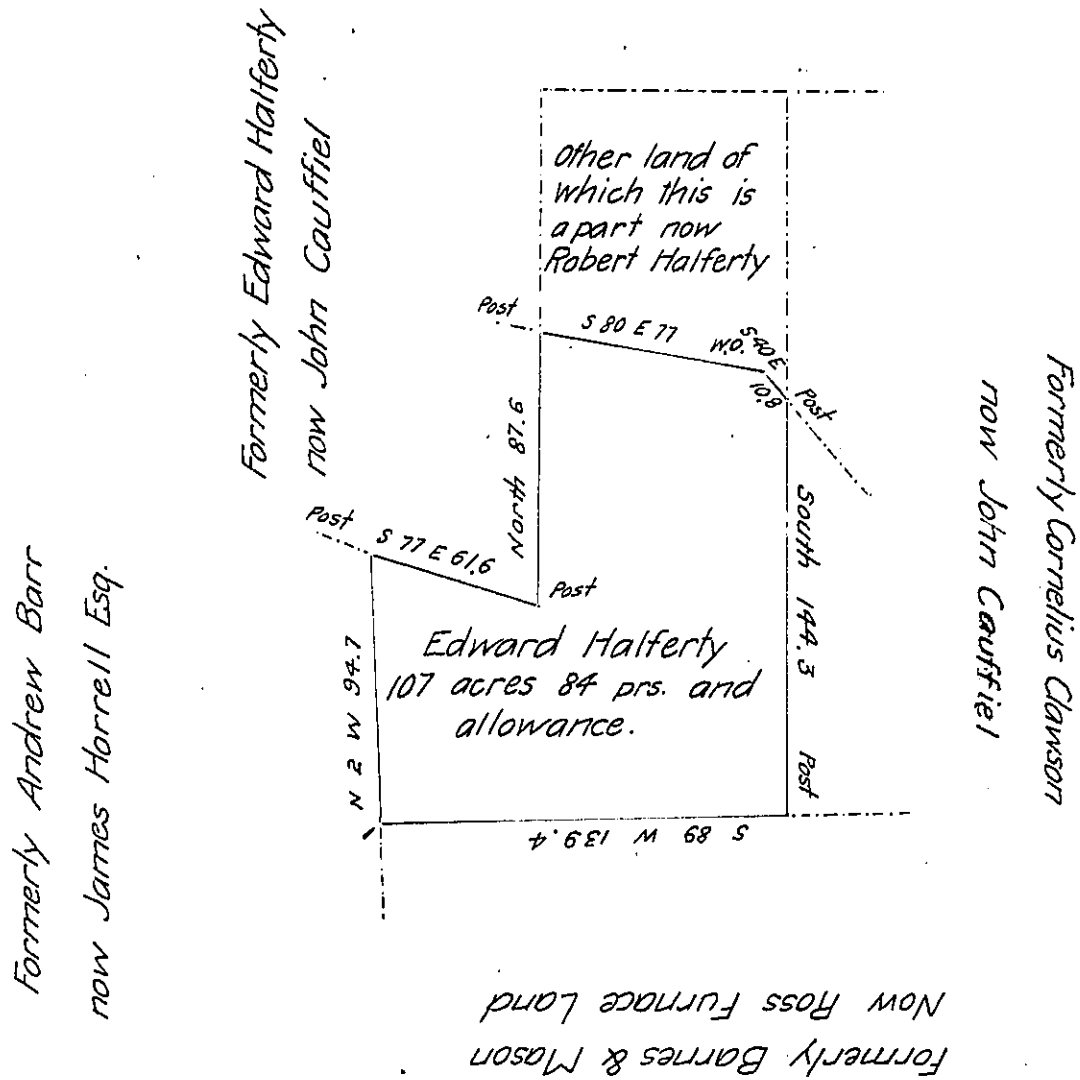 Formerly Edward Halferty
now John Cauffiel
Other land of
which this is
a part now
Robert Halferty
Post
S 80 E 77
W.O.
S 40 E
10.8
Post
Formerly Cornelius Clawson
now John Cauffiel
North 87.6
Post
S 77 E 61.6
Post
South 144.3
Formerly Andrew Barr
now James Horrell Esq.
N 2 W 94.7
Edward Halferty
107 acres 84 prs. and
allowance.
Post
S 89 W 139.4
Formerly Barnes & Mason
Now Ross Furnace Land